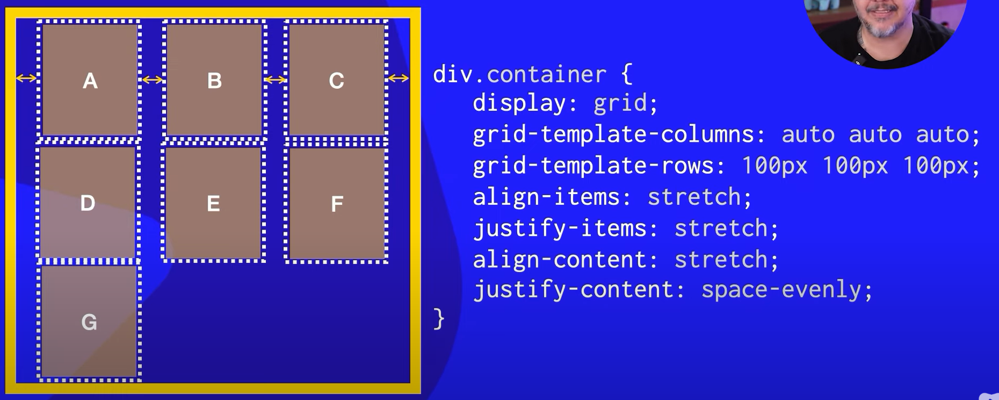 A B C
D E F
G
div.container {
display: grid;
grid-template-columns: auto auto auto;
grid-template-rows: 100px 100px 100px;
align-items: stretch;
justify-items: stretch;
align-content: stretch;
justify-content: space-evenly;
}